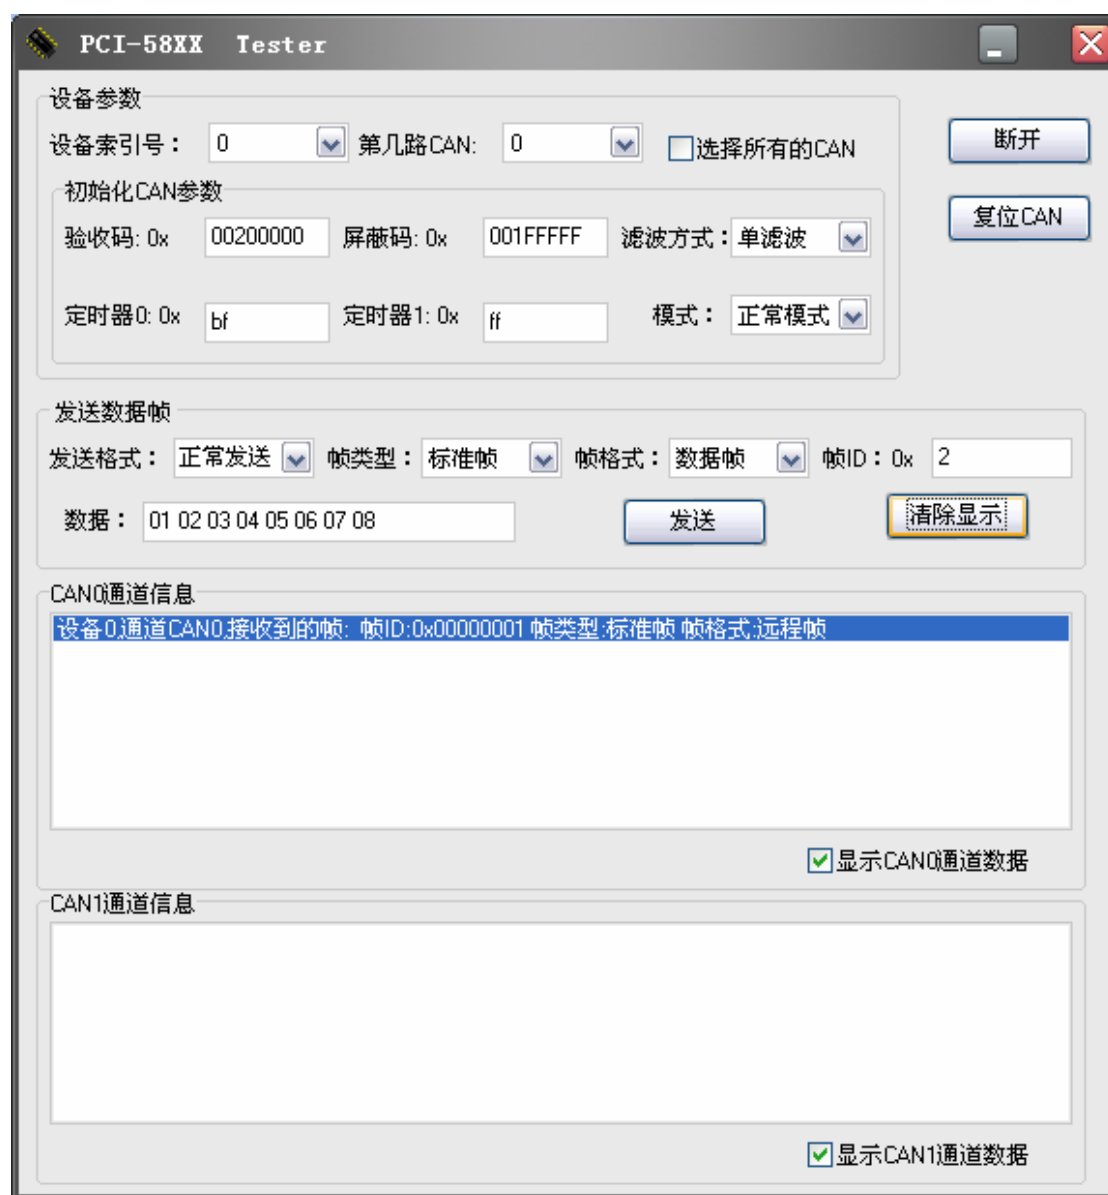 PCI-58XX Tester
设备参数
设备索引号： 0 第几路CAN: 0 选择所有的CAN 断开
初始化CAN参数
复位CAN
验收码: 0x 00200000 屏蔽码: 0x 001FFFFF 滤波方式： 单滤波
定时器0: 0x bf 定时器1: 0x ff 模式： 正常模式
发送数据帧
发送格式： 正常发送 帧类型： 标准帧 帧格式： 数据帧 帧ID： 0x 2
数据： 01 02 03 04 05 06 07 08 发送 清除显示
CAN0通道信息
设备0,通道CAN0,接收到的帧: 帧ID:0x00000001 帧类型:标准帧 帧格式:远程帧
显示CAN0通道数据
CAN1通道信息
显示CAN1通道数据